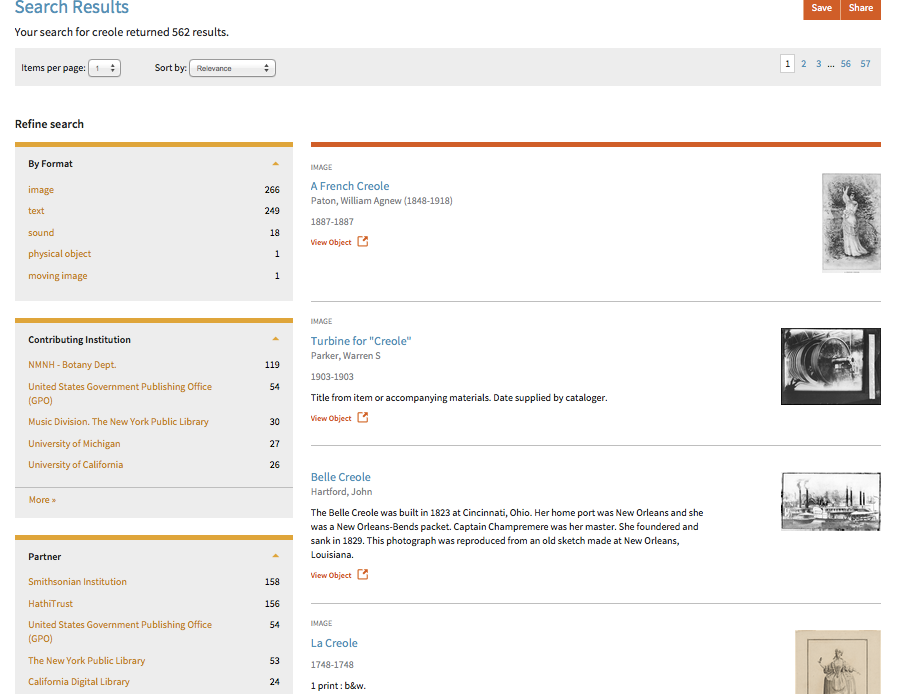 Search Results
Save Share
Your search for creole returned 562 results.
Items per page: 1 Sort by: Relevance 1 2 3 ... 56 57
Refine search
By Format
image 266
text 249
sound 18
physical object 1
moving image 1
Contributing Institution
NMNH - Botany Dept. 119
United States Government Publishing Office 54
(GPO)
Music Division. The New York Public Library 30
University of Michigan 27
University of California 26
More »
Partner
Smithsonian Institution 158
HathiTrust 156
United States Government Publishing Office 54
(GPO)
The New York Public Library 53
California Digital Library 24
IMAGE
A French Creole
Paton, William Agnew (1848-1918)
1887-1887
View Object
IMAGE
Turbine for "Creole"
Parker, Warren S
1903-1903
Title from item or accompanying materials. Date supplied by cataloger.
View Object
Belle Creole
Hartford, John
The Belle Creole was built in 1823 at Cincinnati, Ohio. Her home port was New Orleans and she
was a New Orleans-Bends packet. Captain Champremere was her master. She foundered and
sank in 1829. This photograph was reproduced from an old sketch made at New Orleans,
Louisiana.
View Object
IMAGE
La Creole
1748-1748
1 print : b&w.